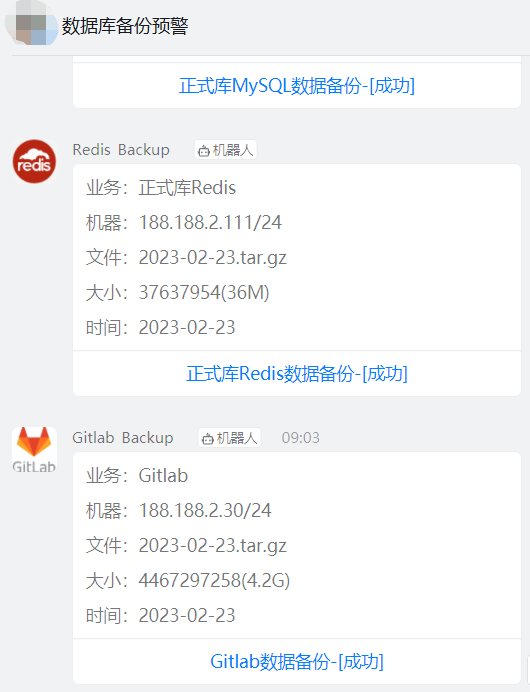 数据库备份预警
正式库MySQL数据备份-[成功]
redis
Redis Backup 机器人
业务：正式库Redis
机器：188.188.2.111/24
文件：2023-02-23.tar.gz
大小：37637954(36M)
时间：2023-02-23
正式库Redis数据备份-[成功]
GitLab
Gitlab Backup 机器人 09:03
业务：Gitlab
机器：188.188.2.30/24
文件：2023-02-23.tar.gz
大小：4467297258(4.2G)
时间：2023-02-23
Gitlab数据备份-[成功]